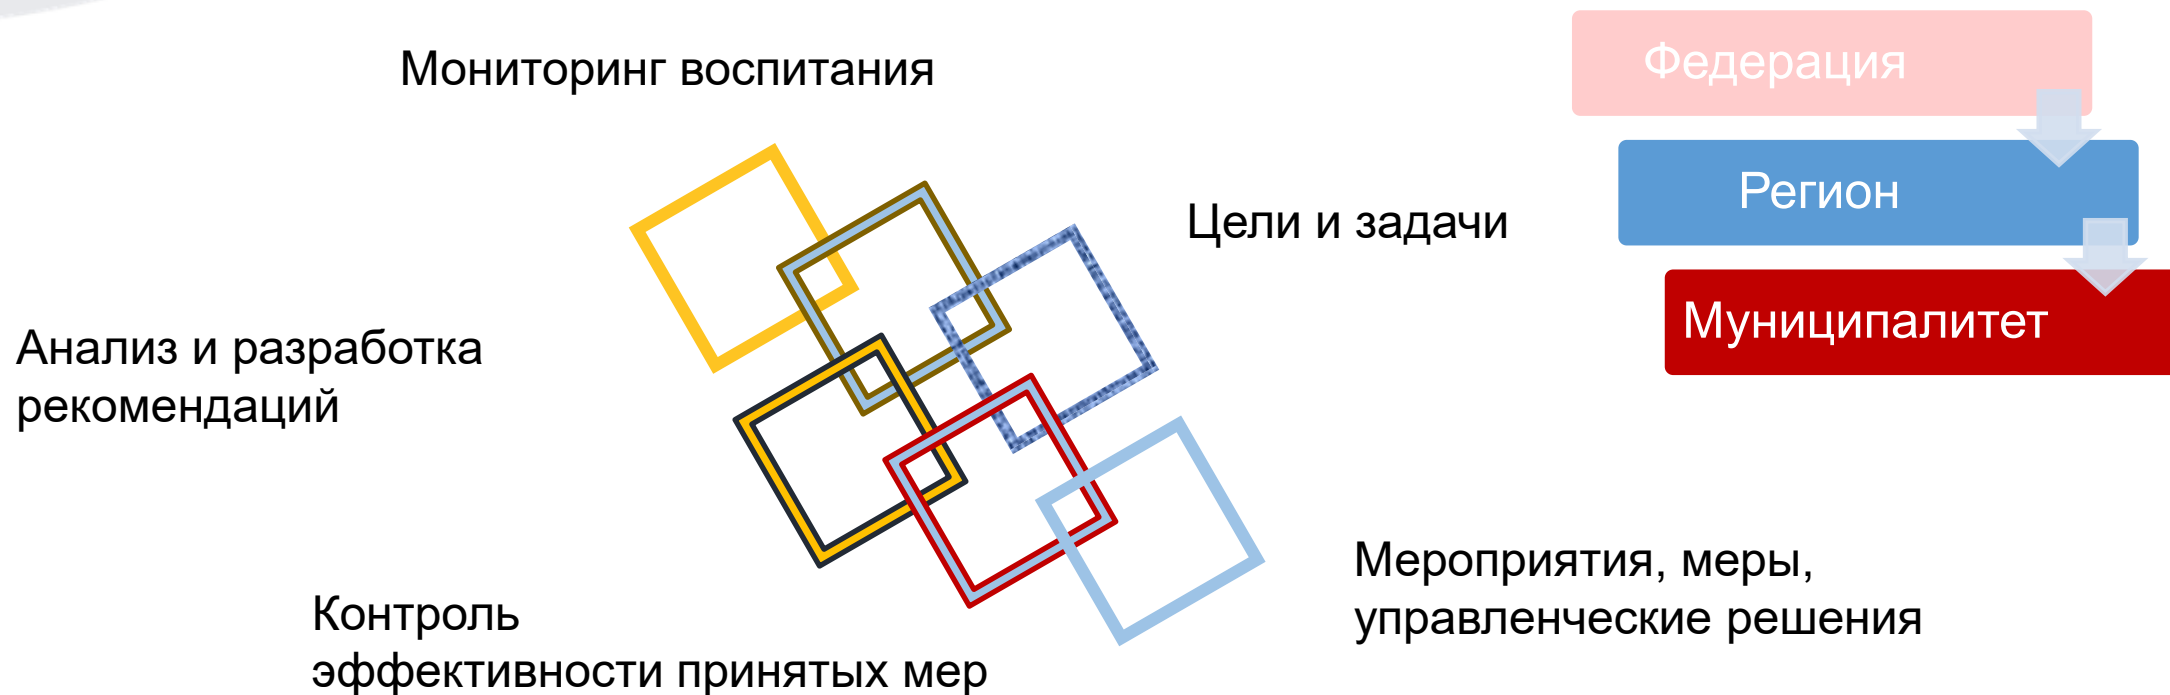 Мониторинг воспитания
Федерация
Регион
Цели и задачи
Муниципалитет
Анализ и разработка
рекомендаций
Мероприятия, меры,
управленческие решения
Контроль
эффективности принятых мер